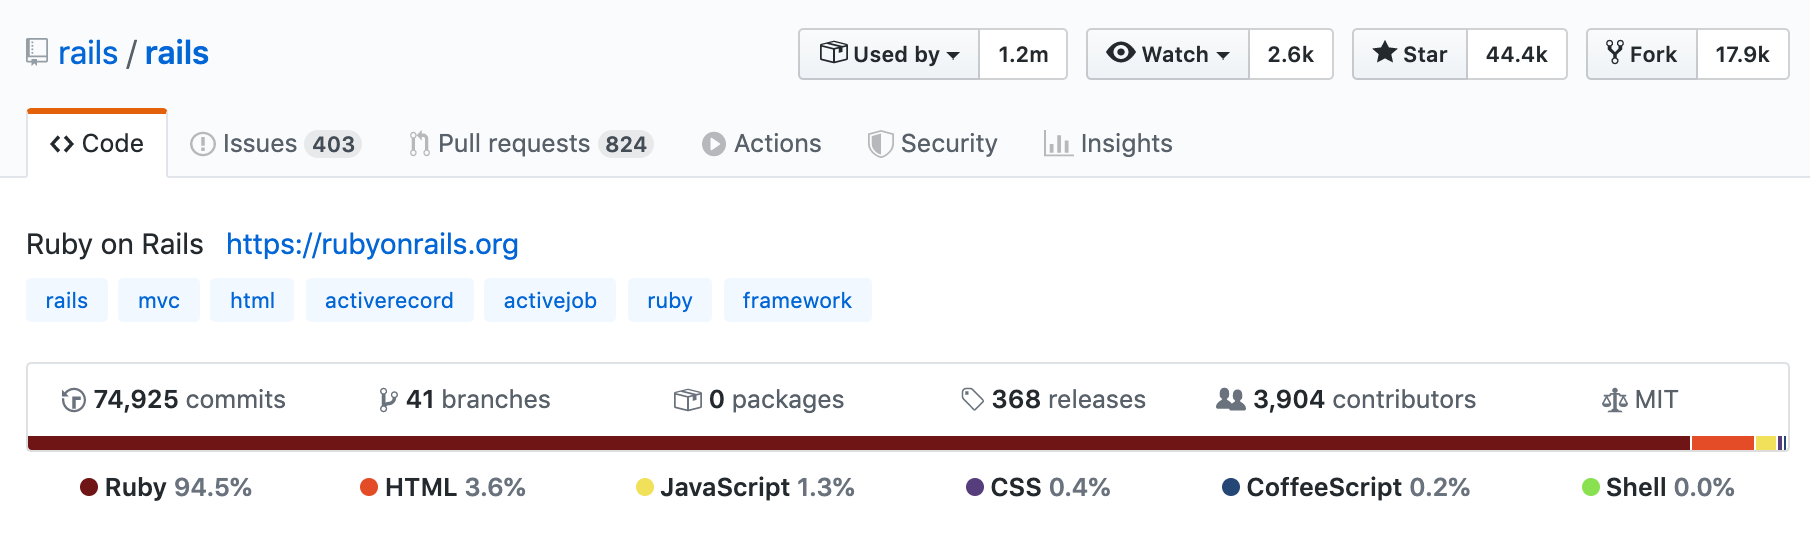 rails / rails Used by 1.2m Watch 2.6k Star 44.4k Fork 17.9k
Code Issues 403 Pull requests 824 Actions Security Insights
Ruby on Rails https://rubyonrails.org
rails mvc html activerecord activejob ruby framework
74,925 commits 41 branches 0 packages 368 releases 3,904 contributors MIT
Ruby 94.5% HTML 3.6% JavaScript 1.3% CSS 0.4% CoffeeScript 0.2% Shell 0.0%